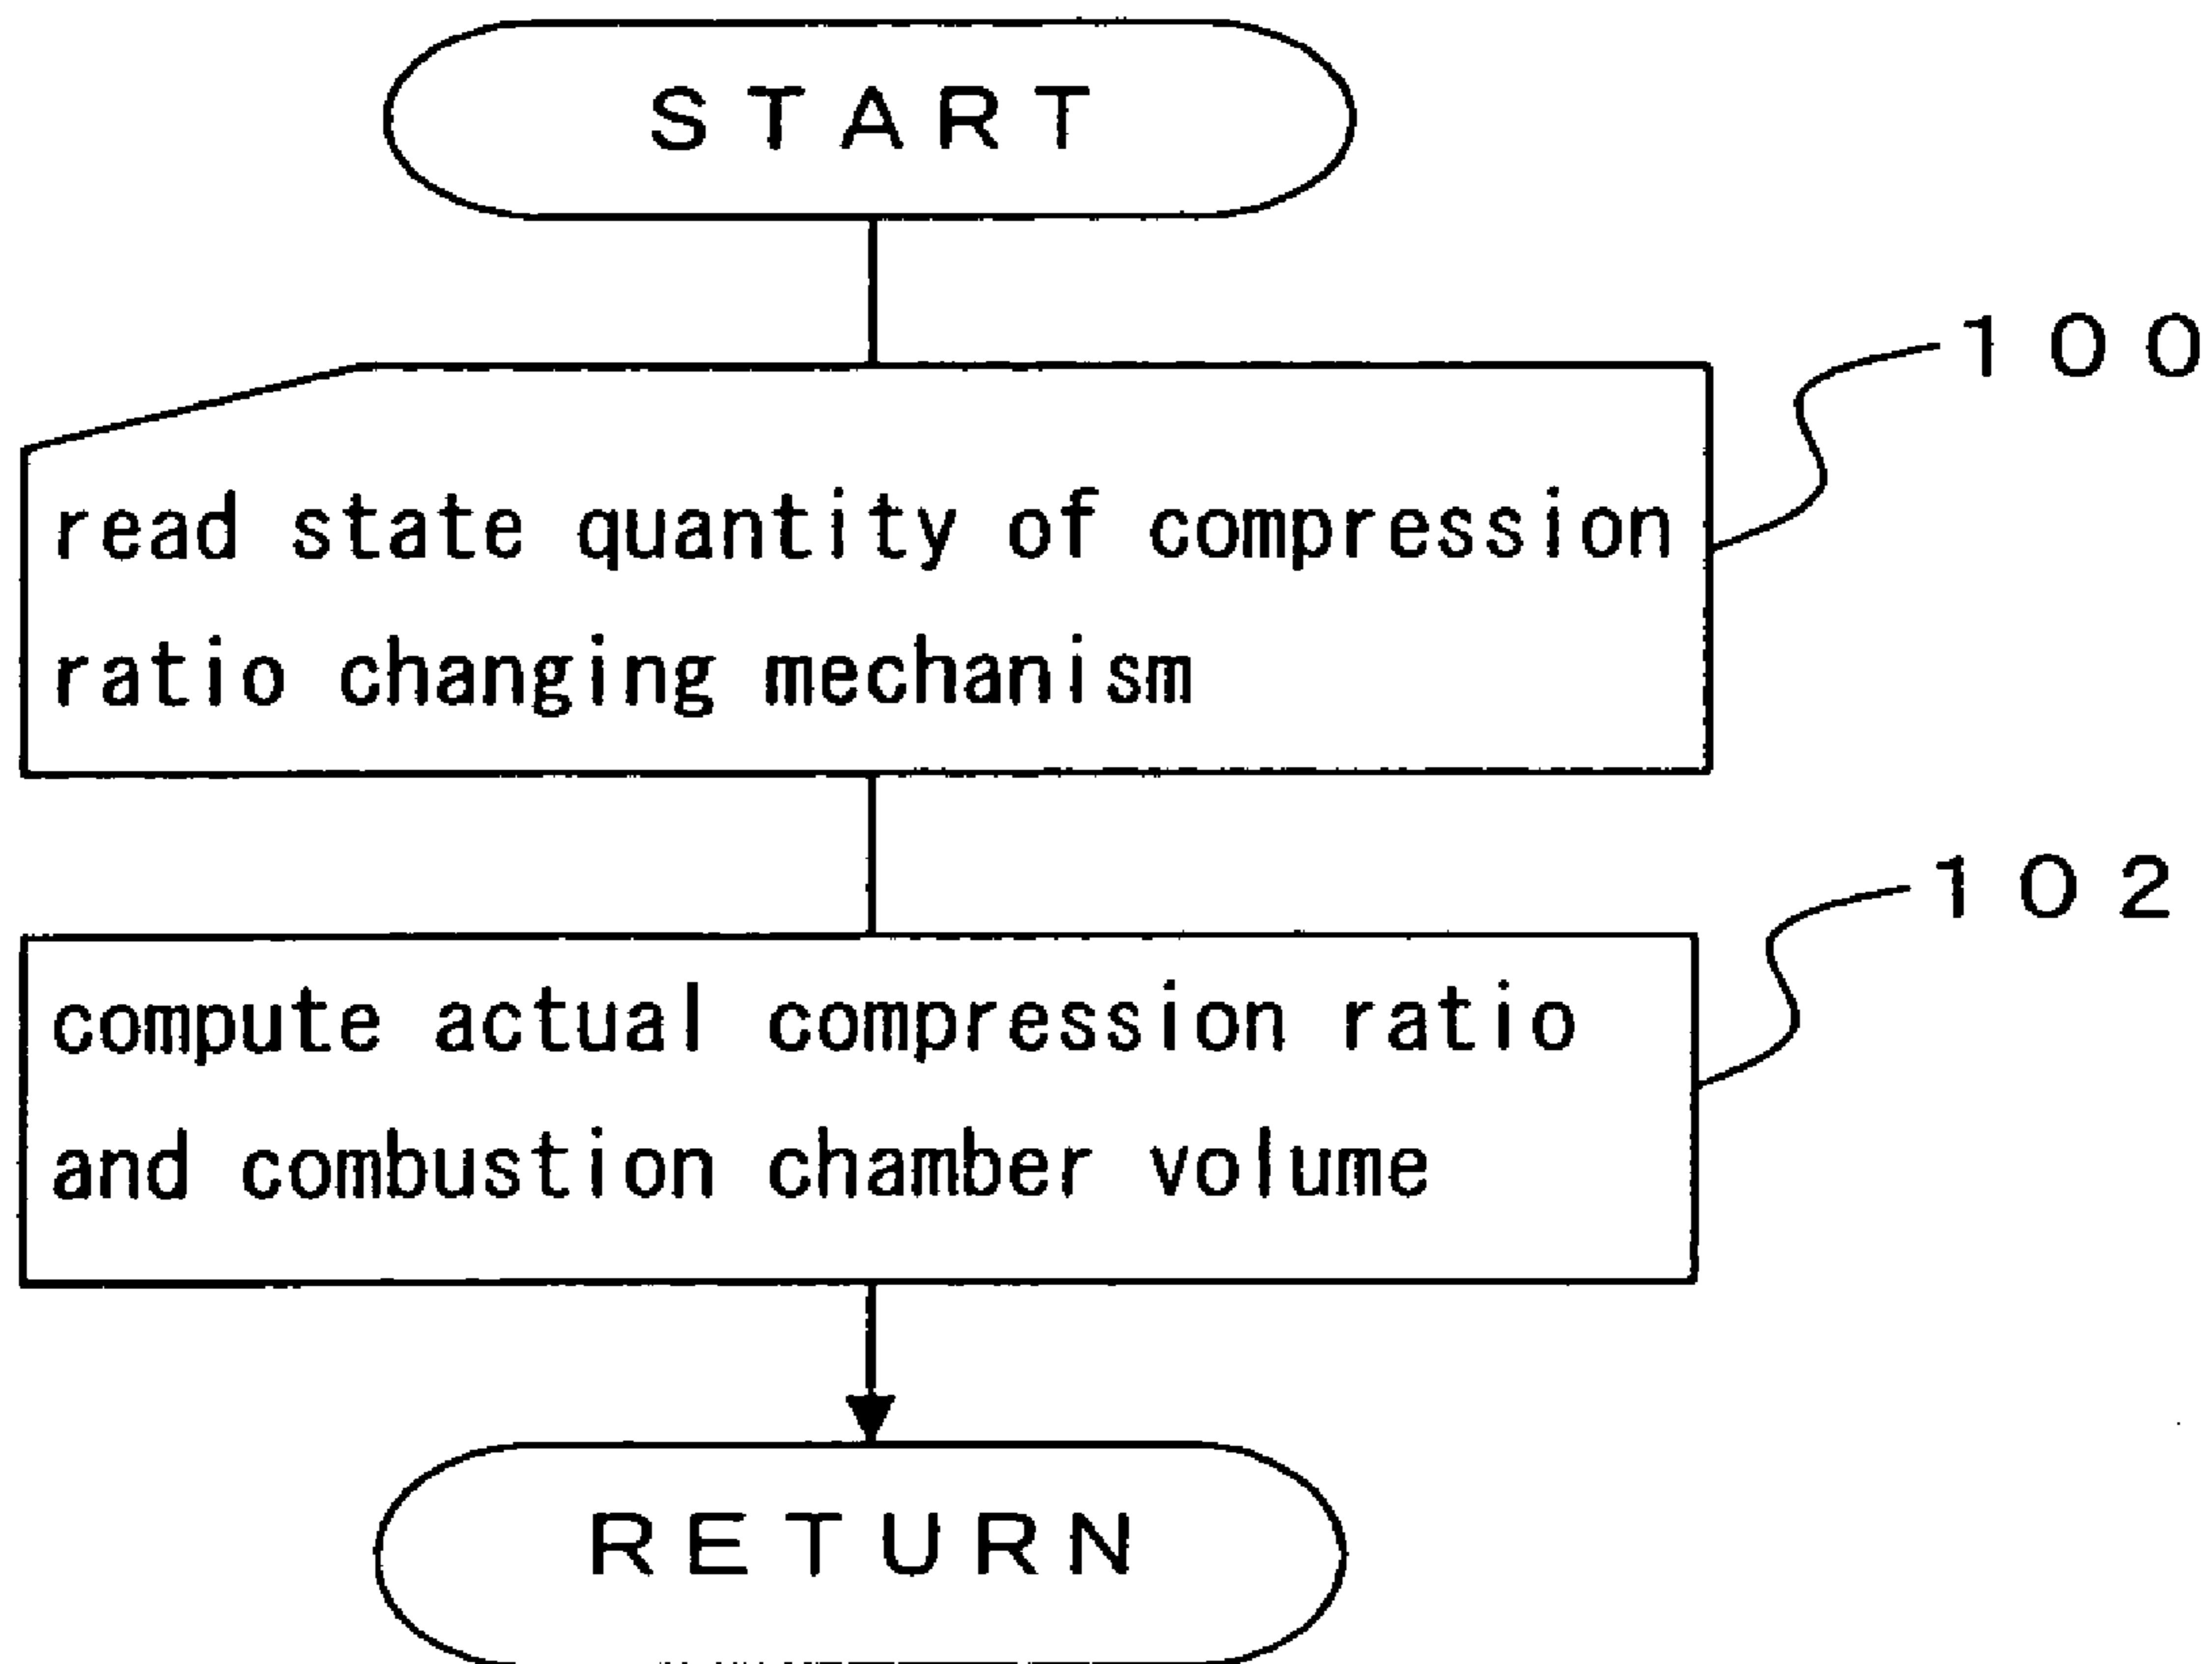 START
100
read state quantity of compression
ratio changing mechanism
102
compute actual compression ratio
and combustion chamber volume
RETURN